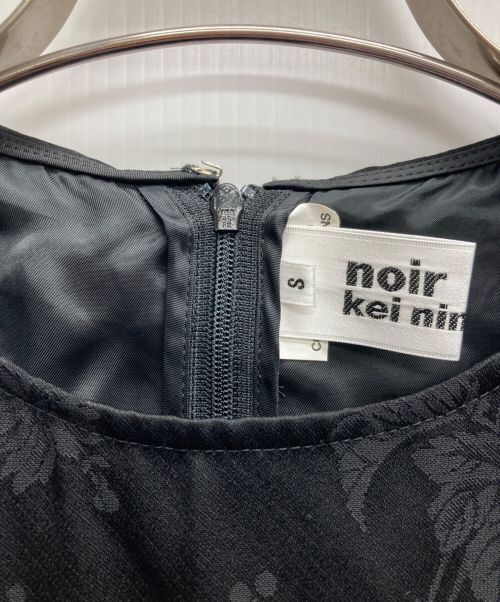 noir
kei nin
S